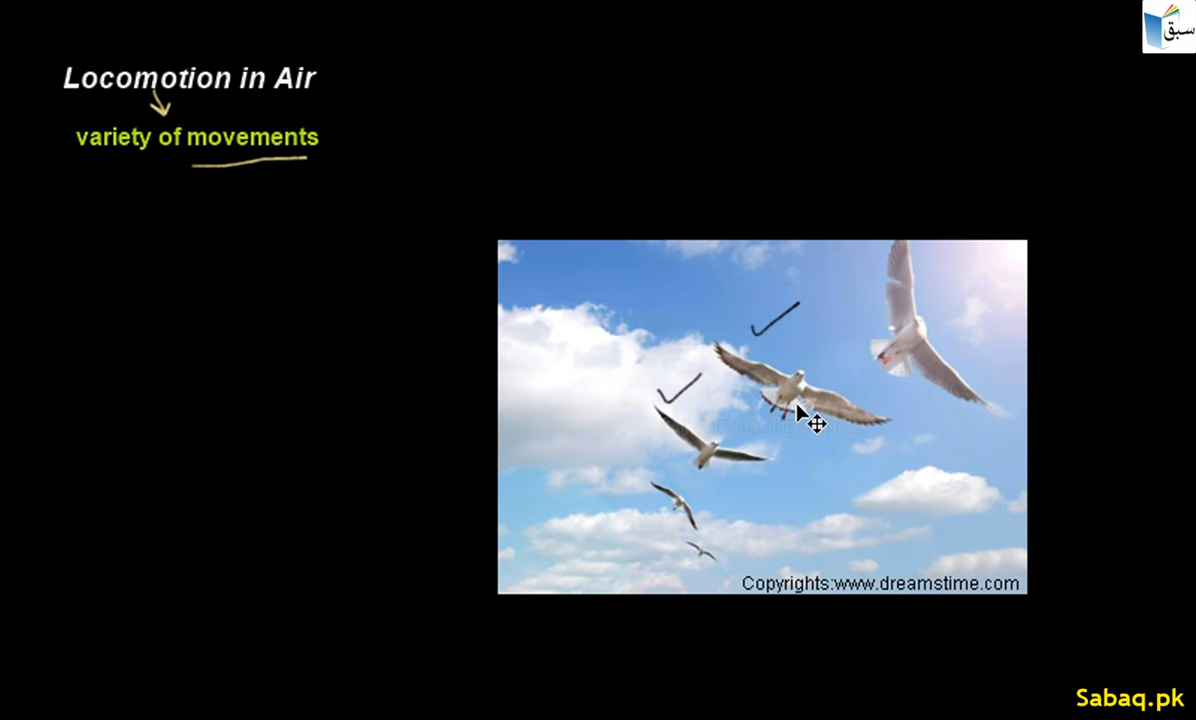 سبق
Locomotion in Air
variety of movements
Copyrights:www.dreamstime.com
Sabaq.pk